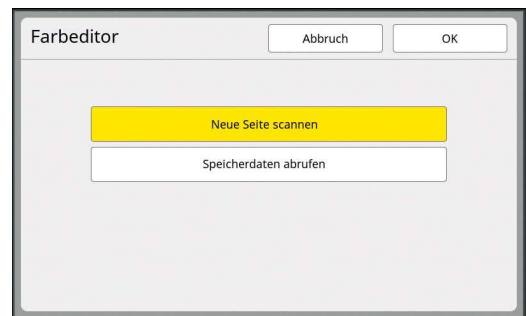 Farbeditor
Abbruch
OK
Neue Seite scannen
Speicherdaten abrufen